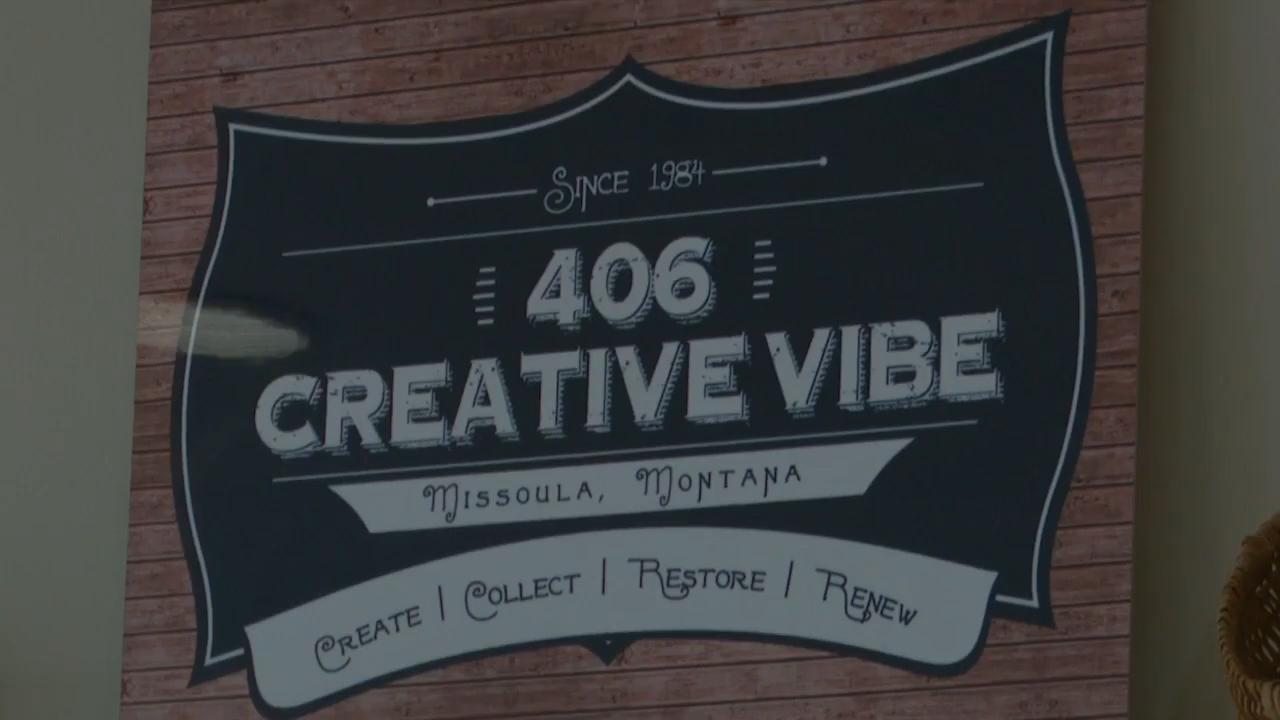 Since 1984
406
CREATIVE VIBE
Missoula, Montana
Create | Collect | Restore | Renew